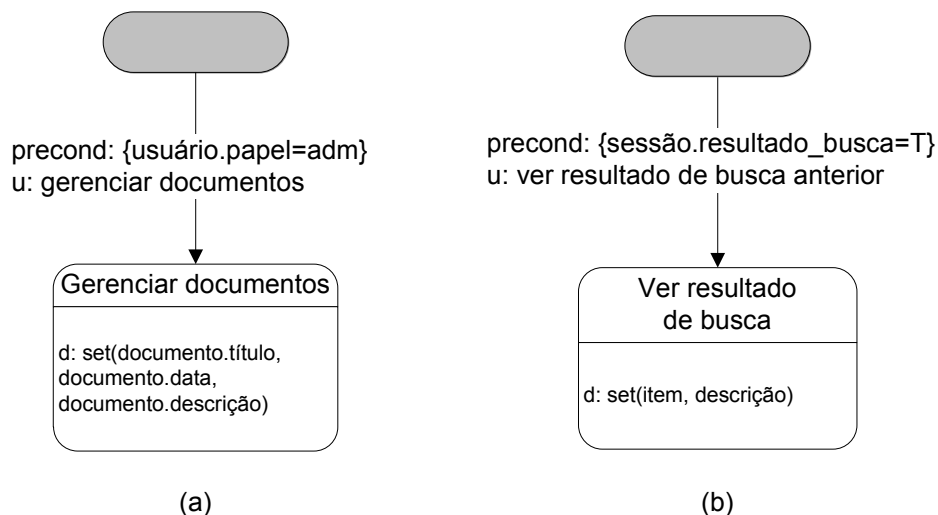 precond: {usuário.papel=adm}
u: gerenciar documentos
Gerenciar documentos
d: set(documento.título,
documento.data,
documento.descrição)
(a)
precond: {sessão.resultado_busca=T}
u: ver resultado de busca anterior
Ver resultado
de busca
d: set(item, descrição)
(b)